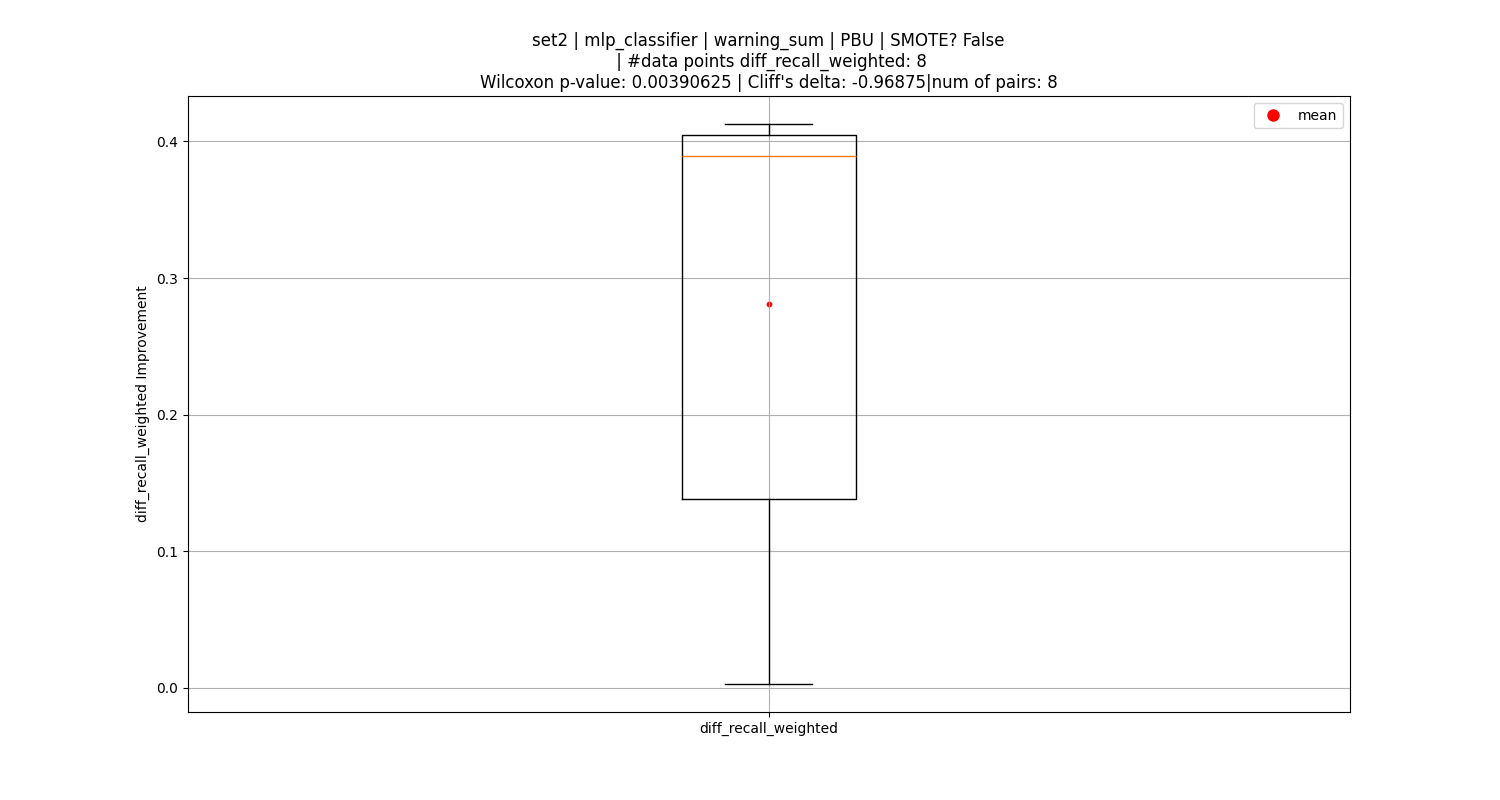 set2 | mlp_classifier | warning_sum | PBU | SMOTE? False
| #data points diff_recall_weighted: 8
Wilcoxon p-value: 0.00390625 | Cliff's delta: -0.96875|num of pairs: 8
mean
0.4
0.3
0.2
0.1
0.0
diff_recall_weighted Improvement
diff_recall_weighted